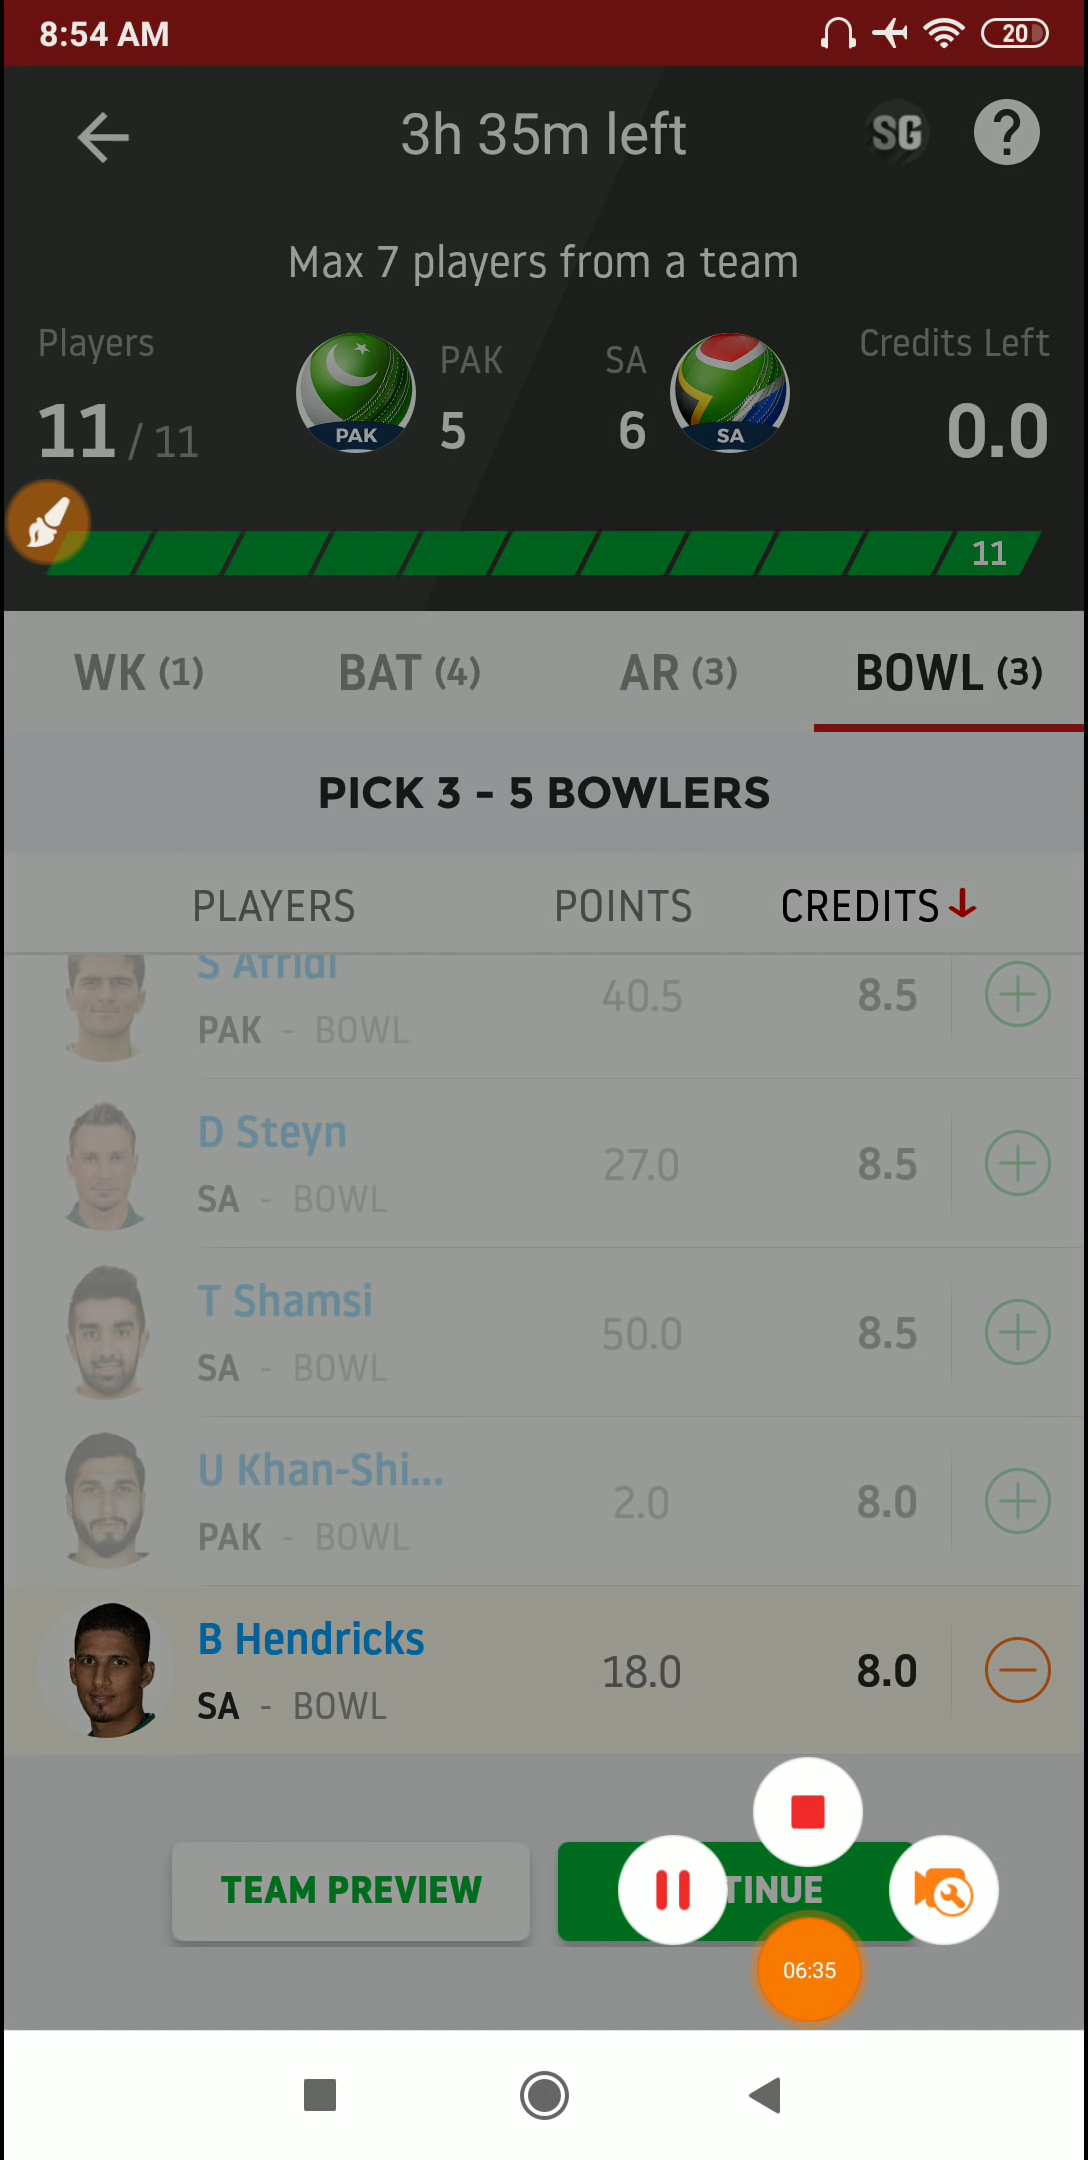 8:54 AM
20
3h 35m left
SG
?
Max 7 players from a team
Players
PAK
SA
Credits Left
11 / 11
PAK
5
6
SA
0.0
11
WK (1)
BAT (4)
AR (3)
BOWL (3)
PICK 3 - 5 BOWLERS
PLAYERS
POINTS
CREDITS
S Afridi
40.5
8.5
PAK - BOWL
D Steyn
27.0
8.5
SA - BOWL
T Shamsi
50.0
8.5
SA - BOWL
U Khan-Shi...
2.0
8.0
PAK - BOWL
B Hendricks
18.0
8.0
SA - BOWL
TEAM PREVIEW
TINUE
06:35